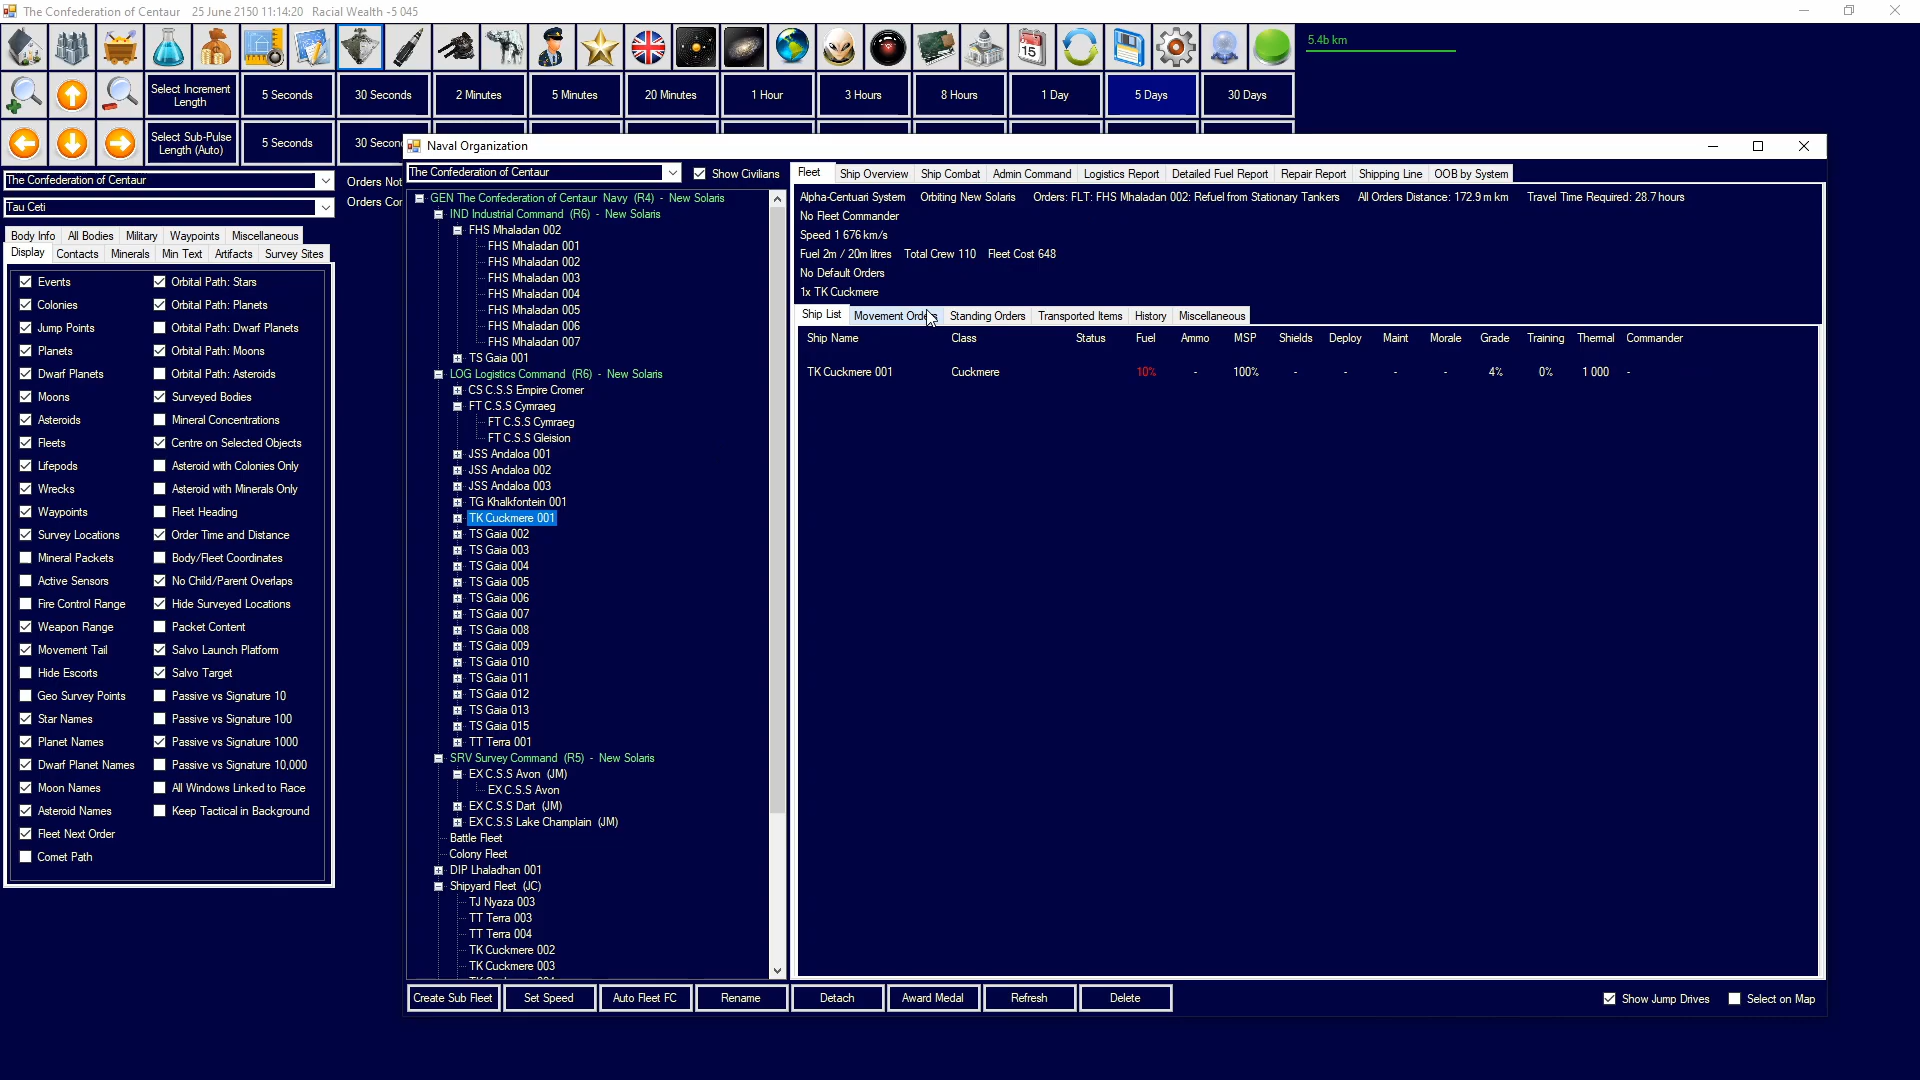 The Confederation of Centaur   25 June 2150 11:14:20   Racial Wealth -5 045
5.4b km
Select Increment Length
5 Seconds
30 Seconds
2 Minutes
5 Minutes
20 Minutes
1 Hour
3 Hours
8 Hours
1 Day
5 Days
30 Days
Select Sub-Pulse Length (Auto)
5 Seconds
The Confederation of Centaur
Tau Ceti
Body Info   All Bodies   Military   Waypoints   Miscellaneous
Display   Contacts   Minerals   Min Text   Artifacts   Survey Sites
Events   Orbital Path: Stars
Colonies   Orbital Path: Planets
Jump Points   Orbital Path: Dwarf Planets
Planets   Orbital Path: Moons
Dwarf Planets   Orbital Path: Asteroids
Moons   Surveyed Bodies
Asteroids   Mineral Concentrations
Fleets   Centre on Selected Objects
Lifepods   Asteroid with Colonies Only
Wrecks   Asteroid with Minerals Only
Waypoints   Fleet Heading
Survey Locations   Order Time and Distance
Mineral Packets   Body/Fleet Coordinates
Active Sensors   No Child/Parent Overlaps
Fire Control Range   Hide Surveyed Locations
Weapon Range   Packet Content
Movement Tail   Salvo Launch Platform
Hide Escorts   Salvo Target
Geo Survey Points   Passive vs Signature 10
Star Names   Passive vs Signature 100
Planet Names   Passive vs Signature 1000
Dwarf Planet Names   Passive vs Signature 10,000
Moon Names   All Windows Linked to Race
Asteroid Names   Keep Tactical in Background
Fleet Next Order
Comet Path
Orders Not
Orders Con
Naval Organization
The Confederation of Centaur   Show Civilians
GEN The Confederation of Centaur Navy (R4) - New Solaris
IND Industrial Command (R6) - New Solaris
FHS Mhaladan 002
FHS Mhaladan 001
FHS Mhaladan 002
FHS Mhaladan 003
FHS Mhaladan 004
FHS Mhaladan 005
FHS Mhaladan 006
FHS Mhaladan 007
TS Gaia 001
LOG Logistics Command (R6) - New Solaris
CS C.S.S Empire Cromer
FT C.S.S Cymraeg
FT C.S.S Cymraeg
FT C.S.S Gleision
JSS Andaloa 001
JSS Andaloa 002
JSS Andaloa 003
TG Khalkfontein 001
TK Cuckmere 001
TS Gaia 002
TS Gaia 003
TS Gaia 004
TS Gaia 005
TS Gaia 006
TS Gaia 007
TS Gaia 008
TS Gaia 009
TS Gaia 010
TS Gaia 011
TS Gaia 012
TS Gaia 013
TS Gaia 015
TT Terra 001
SRV Survey Command (R5) - New Solaris
EX C.S.S Avon (JM)
EX C.S.S Avon
EX C.S.S Dart (JM)
EX C.S.S Lake Champlain (JM)
Battle Fleet
Colony Fleet
DIP Lhaladhan 001
Shipyard Fleet (JC)
TJ Nyaza 003
TT Terra 003
TT Terra 004
TK Cuckmere 002
TK Cuckmere 003
Fleet   Ship Overview   Ship Combat   Admin Command   Logistics Report   Detailed Fuel Report   Repair Report   Shipping Line   OOB by System
Alpha-Centuari System   Orbiting New Solaris   Orders: FLT: FHS Mhaladan 002: Refuel from Stationary Tankers   All Orders Distance: 172.9 m km   Travel Time Required: 28.7 hours
No Fleet Commander
Speed 1 676 km/s
Fuel 2m / 20m litres   Total Crew 110   Fleet Cost 648
No Default Orders
1x TK Cuckmere
Ship List   Movement Orders   Standing Orders   Transported Items   History   Miscellaneous
Ship Name   Class   Status   Fuel   Ammo   MSP   Shields   Deploy   Maint   Morale   Grade   Training   Thermal   Commander
TK Cuckmere 001   Cuckmere   10%   -   100%   -   -   -   -   4%   0%   1 000   -
Create Sub Fleet   Set Speed   Auto Fleet FC   Rename   Detach   Award Medal   Refresh   Delete   Show Jump Drives   Select on Map